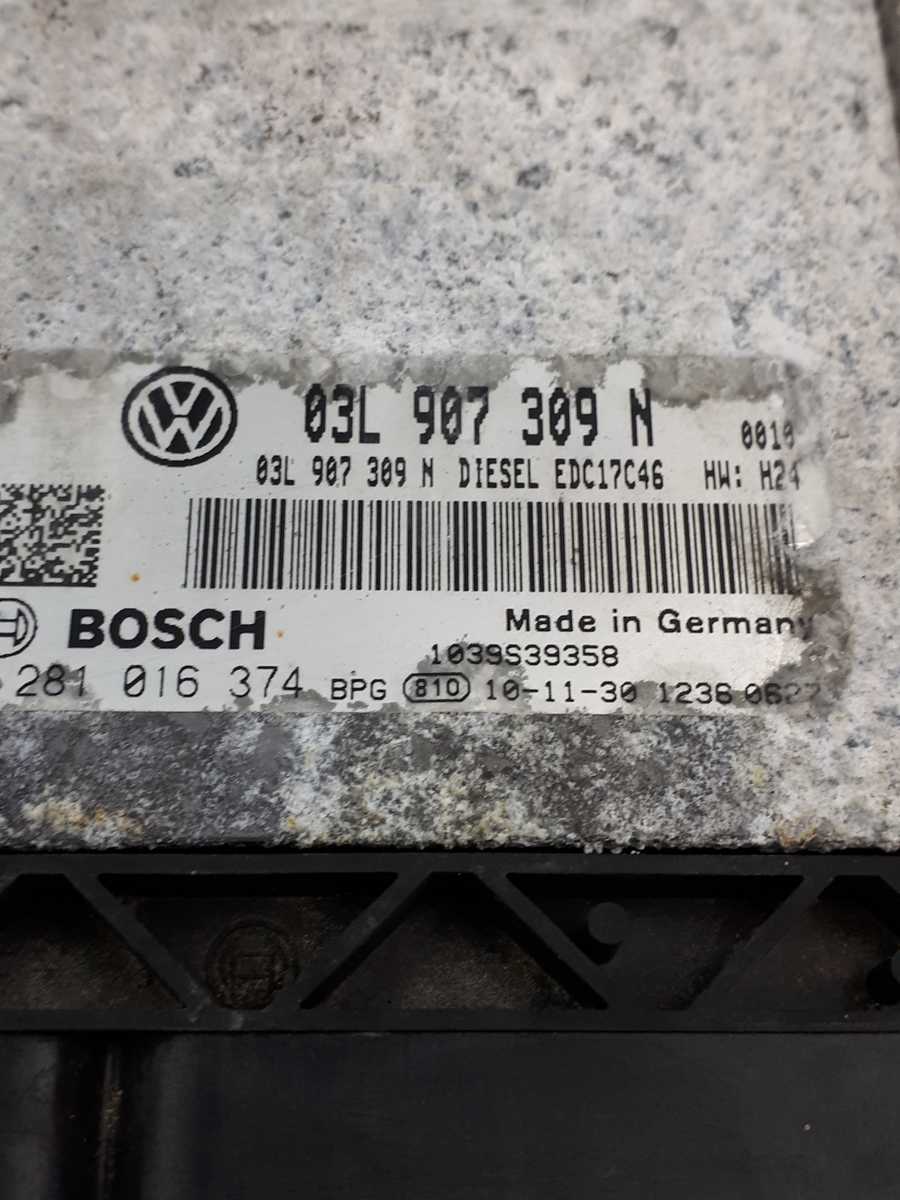 03L 907 309 N 0010
03L 907 309 N DIESEL EDC17C46 HW: H24
BOSCH Made in Germany
1039S39358
281 016 374 BPG 810 10-11-30 1236 0627